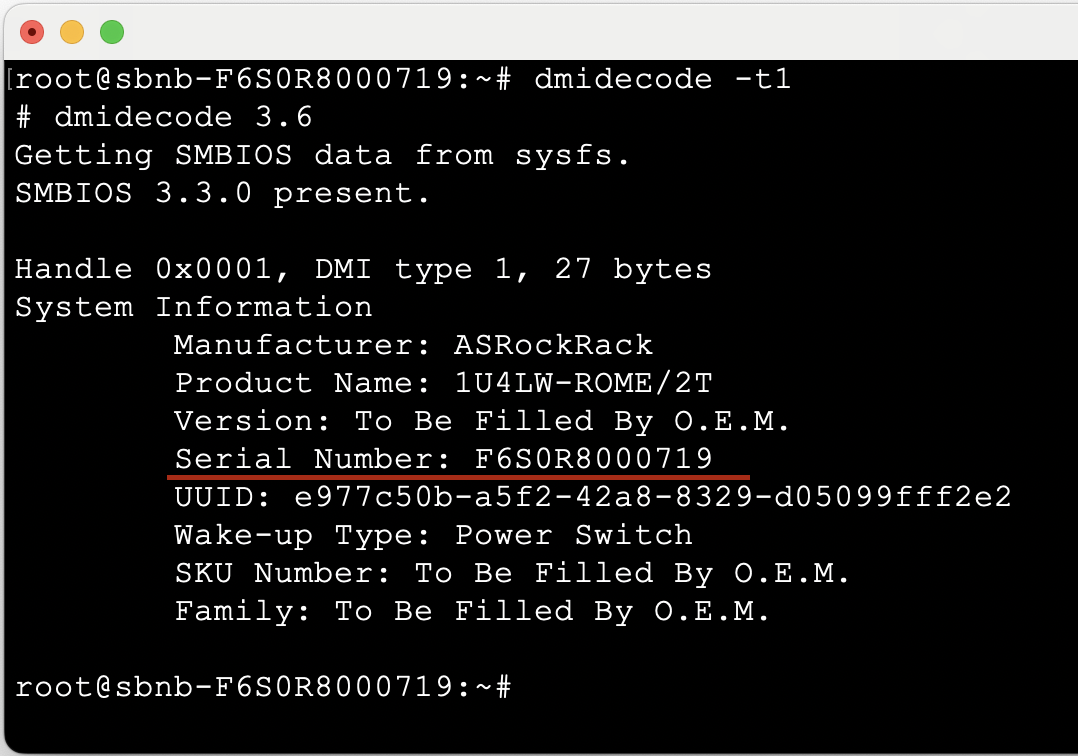 [root@sbnb-F6S0R8000719:~# dmidecode -t1
# dmidecode 3.6
Getting SMBIOS data from sysfs.
SMBIOS 3.3.0 present.
Handle 0x0001, DMI type 1, 27 bytes
System Information
Manufacturer: ASRockRack
Product Name: 1U4LW-ROME/2T
Version: To Be Filled By O.E.M.
Serial Number: F6S0R8000719
UUID: e977c50b-a5f2-42a8-8329-d05099fff2e2
Wake-up Type: Power Switch
SKU Number: To Be Filled By O.E.M.
Family: To Be Filled By O.E.M.
root@sbnb-F6S0R8000719:~#